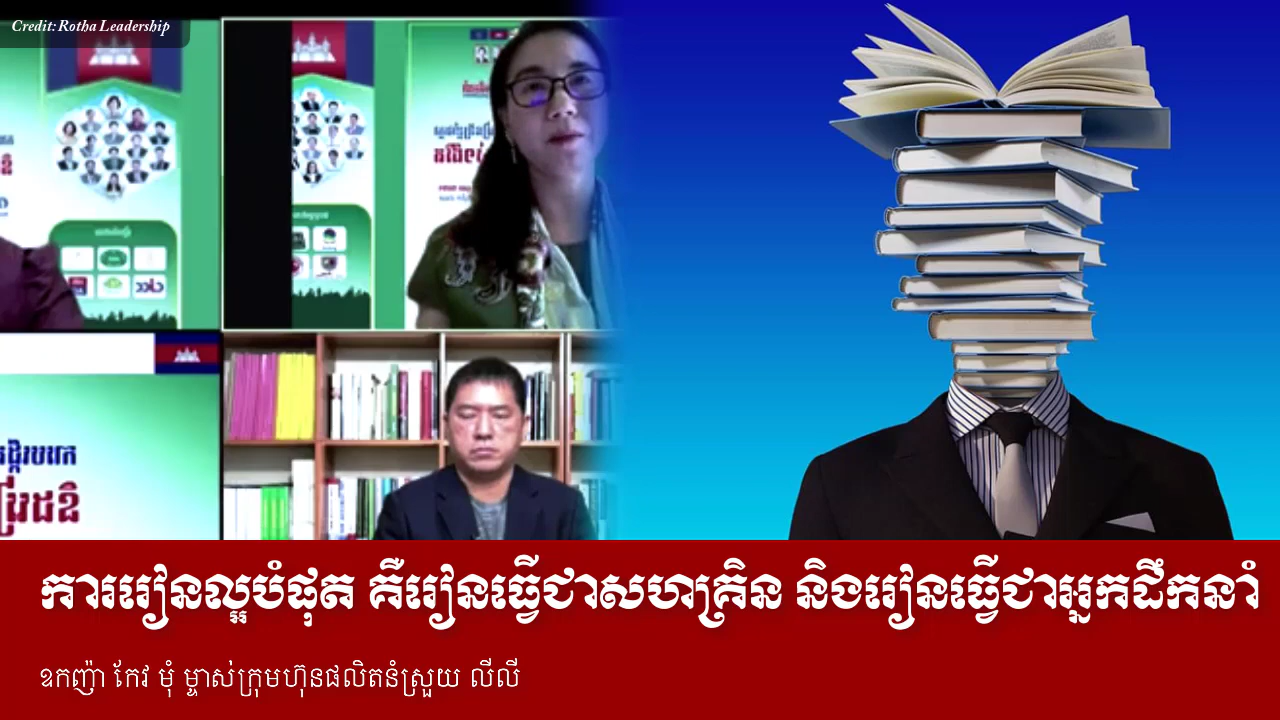 Credit: Rotha Leadership
ការរៀនល្អបំផុត គឺរៀនធ្វើជាសហគ្រិន និងរៀនធ្វើជាអ្នកដឹកនាំ
ឧកញ៉ា កែវ មុំ ម្ចាស់ក្រុមហ៊ុនផលិតនំស្រួយ លីលី